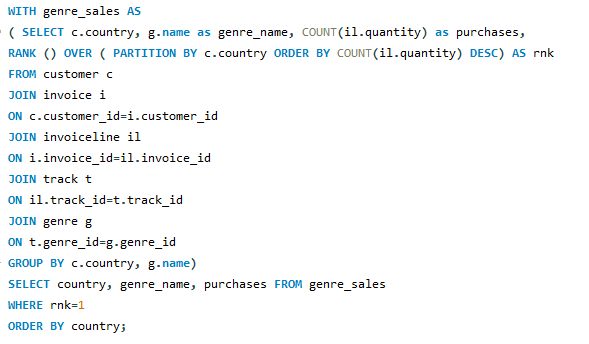 WITH genre_sales AS
( SELECT c.country, g.name as genre_name, COUNT(il.quantity) as purchases,
RANK () OVER ( PARTITION BY c.country ORDER BY COUNT(il.quantity) DESC) AS rnk
FROM customer c
JOIN invoice i
ON c.customer_id=i.customer_id
JOIN invoiceline il
ON i.invoice_id=il.invoice_id
JOIN track t
ON il.track_id=t.track_id
JOIN genre g
ON t.genre_id=g.genre_id
GROUP BY c.country, g.name)
SELECT country, genre_name, purchases FROM genre_sales
WHERE rnk=1
ORDER BY country;